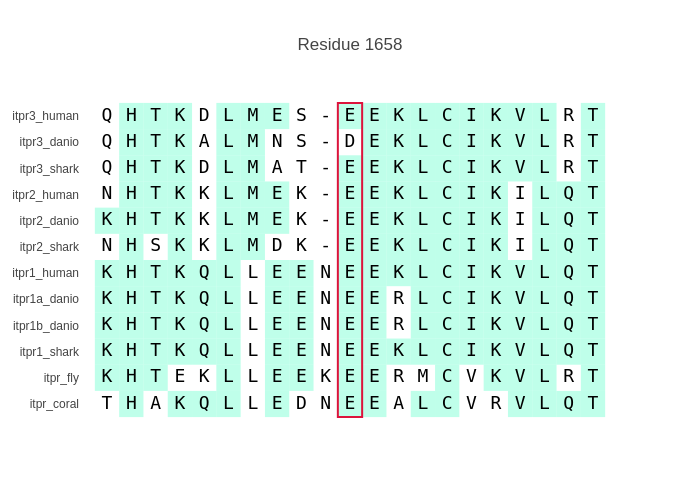 Residue 1658
itpr3_human Q H T K D L M E S - E E K L C I K V L R T
itpr3_danio Q H T K A L M N S - D E K L C I K V L R T
itpr3_shark Q H T K D L M A T - E E K L C I K V L R T
itpr2_human N H T K K L M E K - E E K L C I K I L Q T
itpr2_danio K H T K K L M E K - E E K L C I K I L Q T
itpr2_shark N H S K K L M D K - E E K L C I K I L Q T
itpr1_human K H T K Q L L E E N E E K L C I K V L Q T
itpr1a_danio K H T K Q L L E E N E E R L C I K V L Q T
itpr1b_danio K H T K Q L L E E N E E R L C I K V L Q T
itpr1_shark K H T K Q L L E E N E E K L C I K V L Q T
itpr_fly K H T E K L L E E K E E R M C V K V L R T
itpr_coral T H A K Q L L E D N E E A L C V R V L Q T